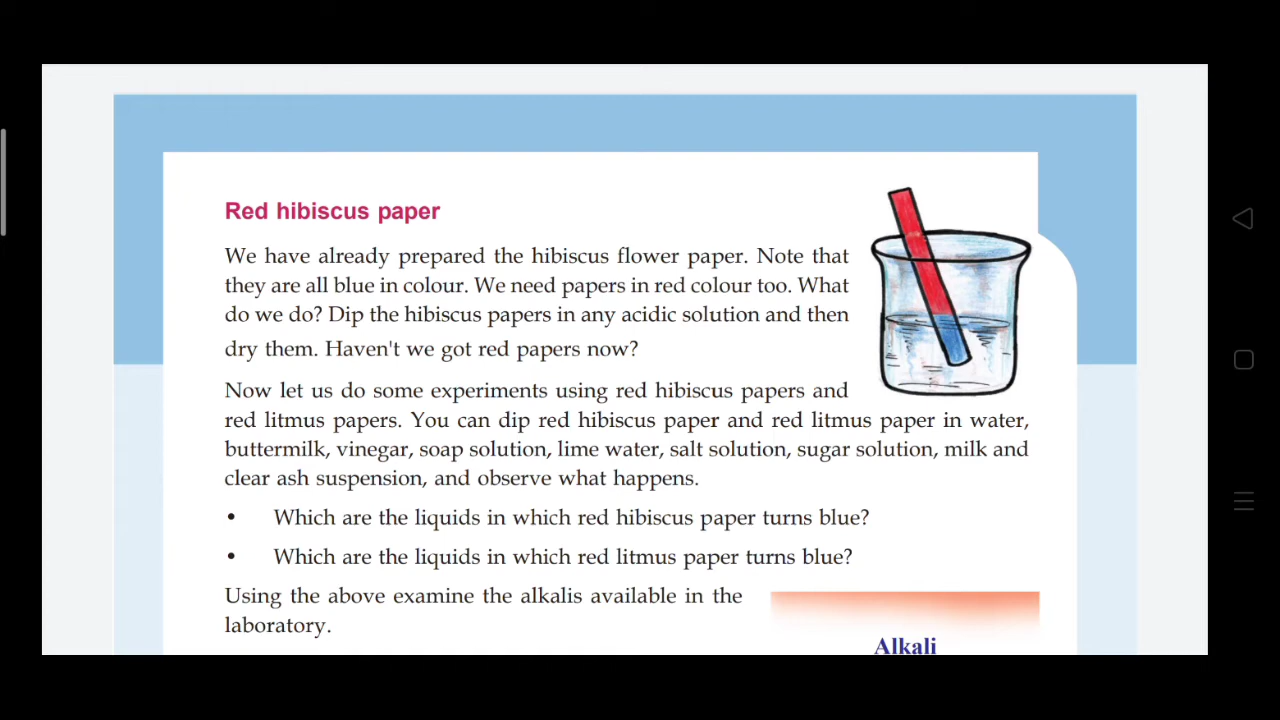 Red hibiscus paper
We have already prepared the hibiscus flower paper. Note that
they are all blue in colour. We need papers in red colour too. What
do we do? Dip the hibiscus papers in any acidic solution and then
dry them. Haven't we got red papers now?
Now let us do some experiments using red hibiscus papers and
red litmus papers. You can dip red hibiscus paper and red litmus paper in water,
buttermilk, vinegar, soap solution, lime water, salt solution, sugar solution, milk and
clear ash suspension, and observe what happens.
• Which are the liquids in which red hibiscus paper turns blue?
• Which are the liquids in which red litmus paper turns blue?
Using the above examine the alkalis available in the
laboratory.
Alkali